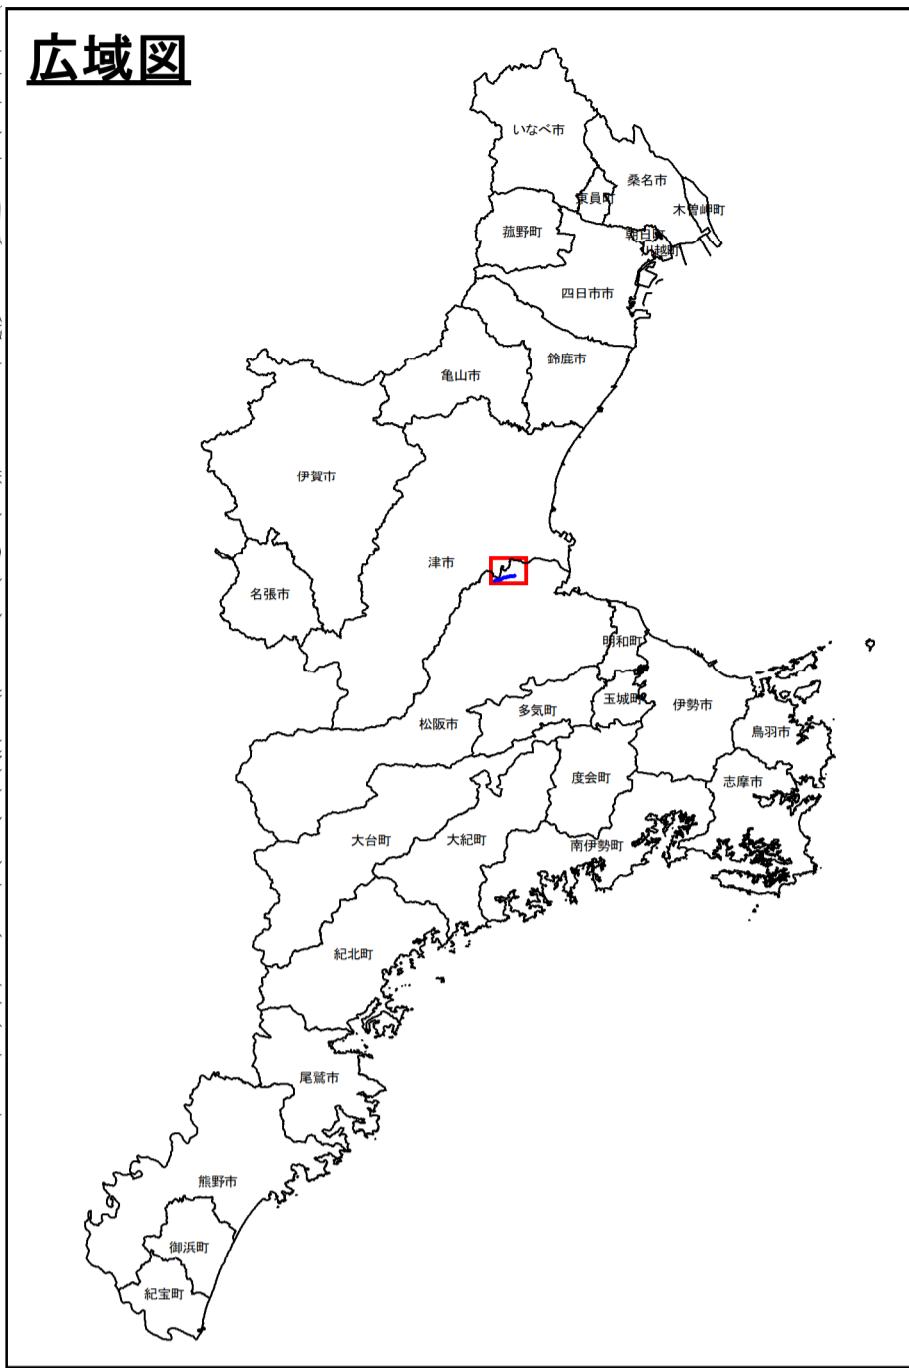 広域図
いなべ市
桑名市
東員町
木曽岬町
菰野町
朝日町
川越町
四日市市
鈴鹿市
亀山市
伊賀市
津市
名張市
明和町
玉城町
伊勢市
多気町
松阪市
鳥羽市
度会町
志摩市
大台町
大紀町
南伊勢町
紀北町
尾鷲市
熊野市
御浜町
紀宝町